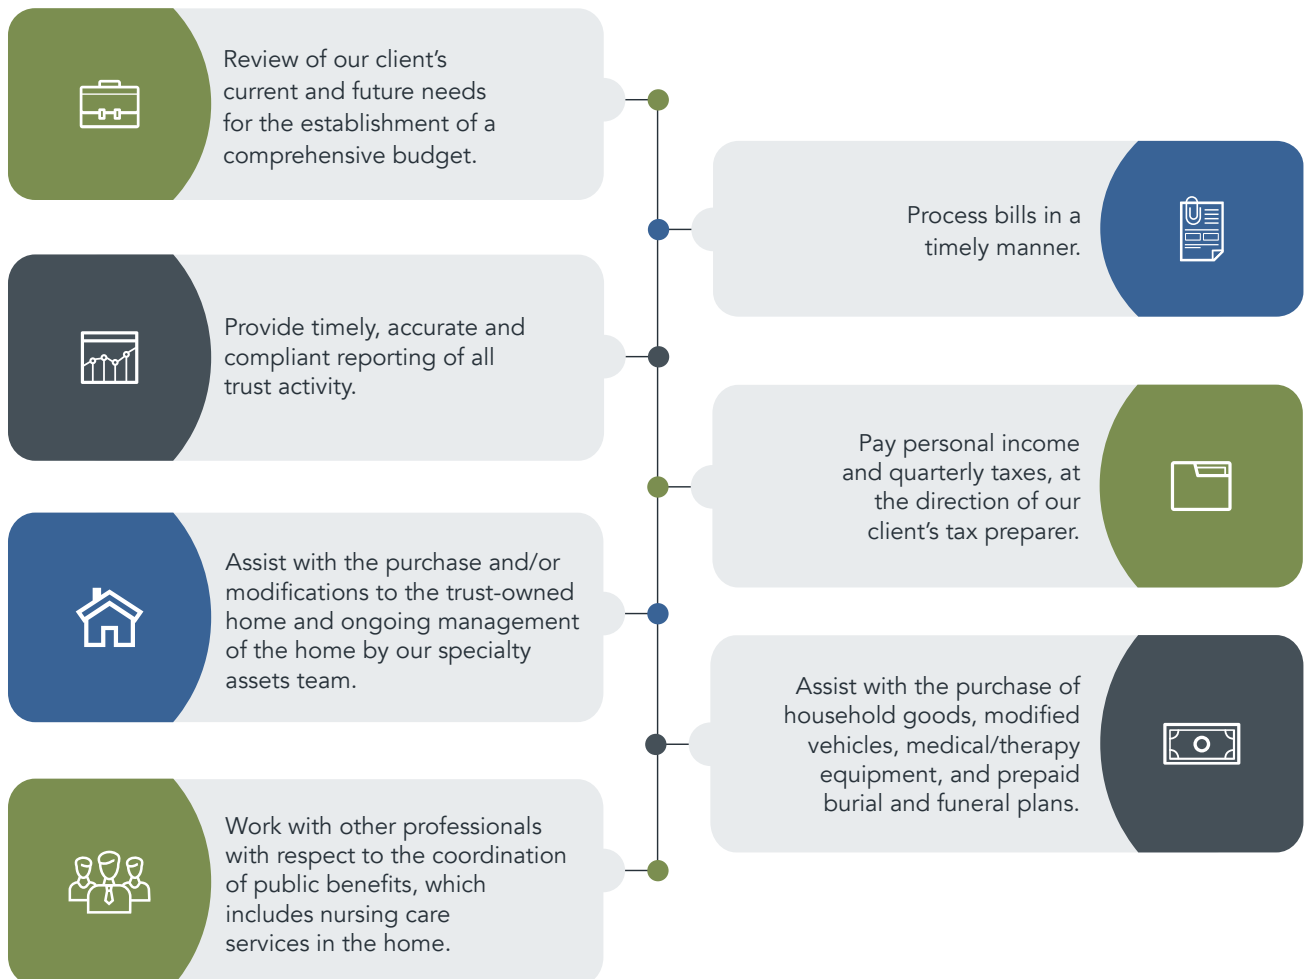 Review of our client’s
current and future needs
for the establishment of a
comprehensive budget.
Process bills in a
timely manner.
Provide timely, accurate and
compliant reporting of all
trust activity.
Pay personal income
and quarterly taxes, at
the direction of our
client’s tax preparer.
Assist with the purchase and/or
modifications to the trust-owned
home and ongoing management
of the home by our specialty
assets team.
Assist with the purchase of
household goods, modified
vehicles, medical/therapy
equipment, and prepaid
burial and funeral plans.
Work with other professionals
with respect to the coordination
of public benefits, which
includes nursing care
services in the home.